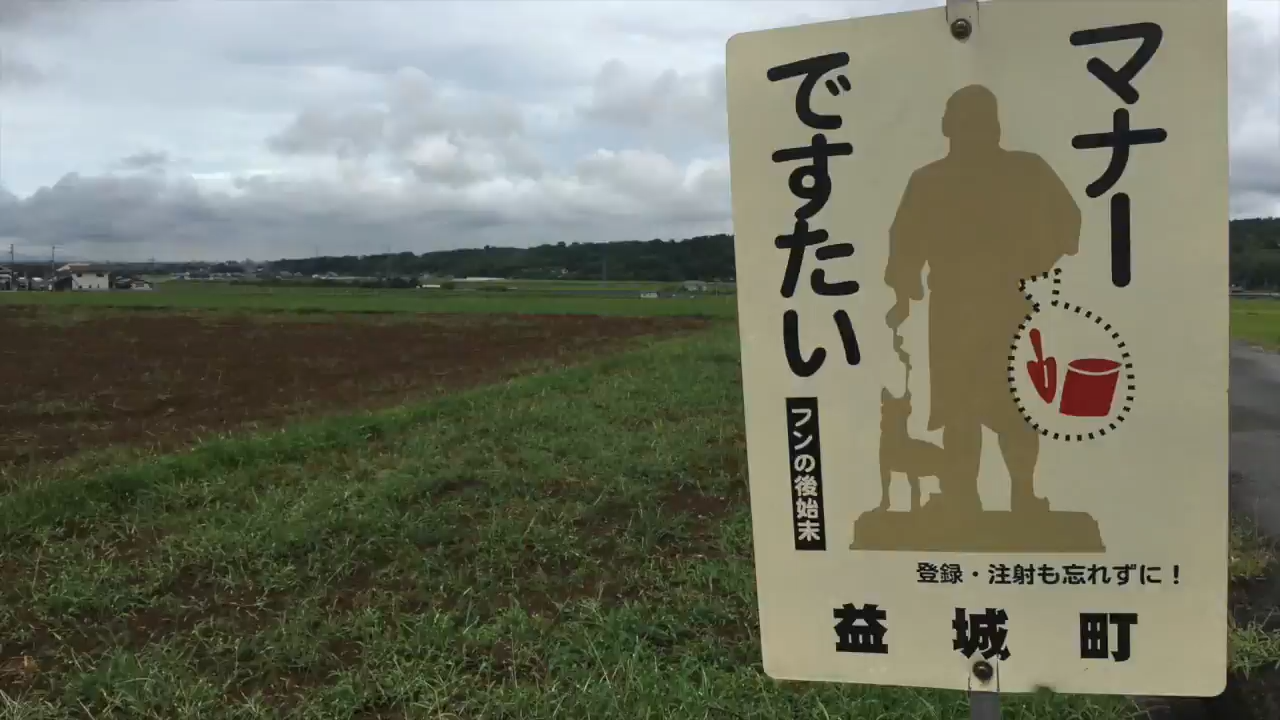 マナー
ですたい
フンの後始末
登録・注射も忘れずに！
益城町